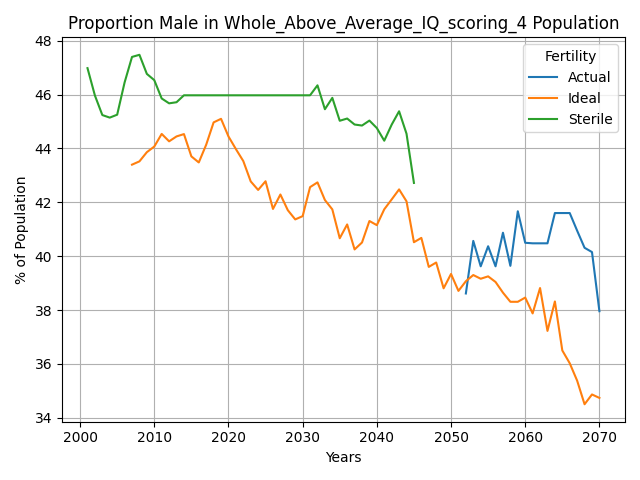 Proportion Male in Whole_Above_Average_IQ_scoring_4 Population
Fertility
Actual
Ideal
Sterile
% of Population
48
46
44
42
40
38
36
34
2000 2010 2020 2030 2040 2050 2060 2070
Years